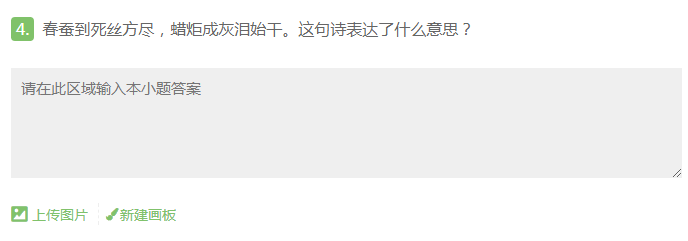 4. 春蚕到死丝方尽，蜡炬成灰泪始干。这句诗表达了什么意思？
请在此区域输入本小题答案
上传图片 新建画板